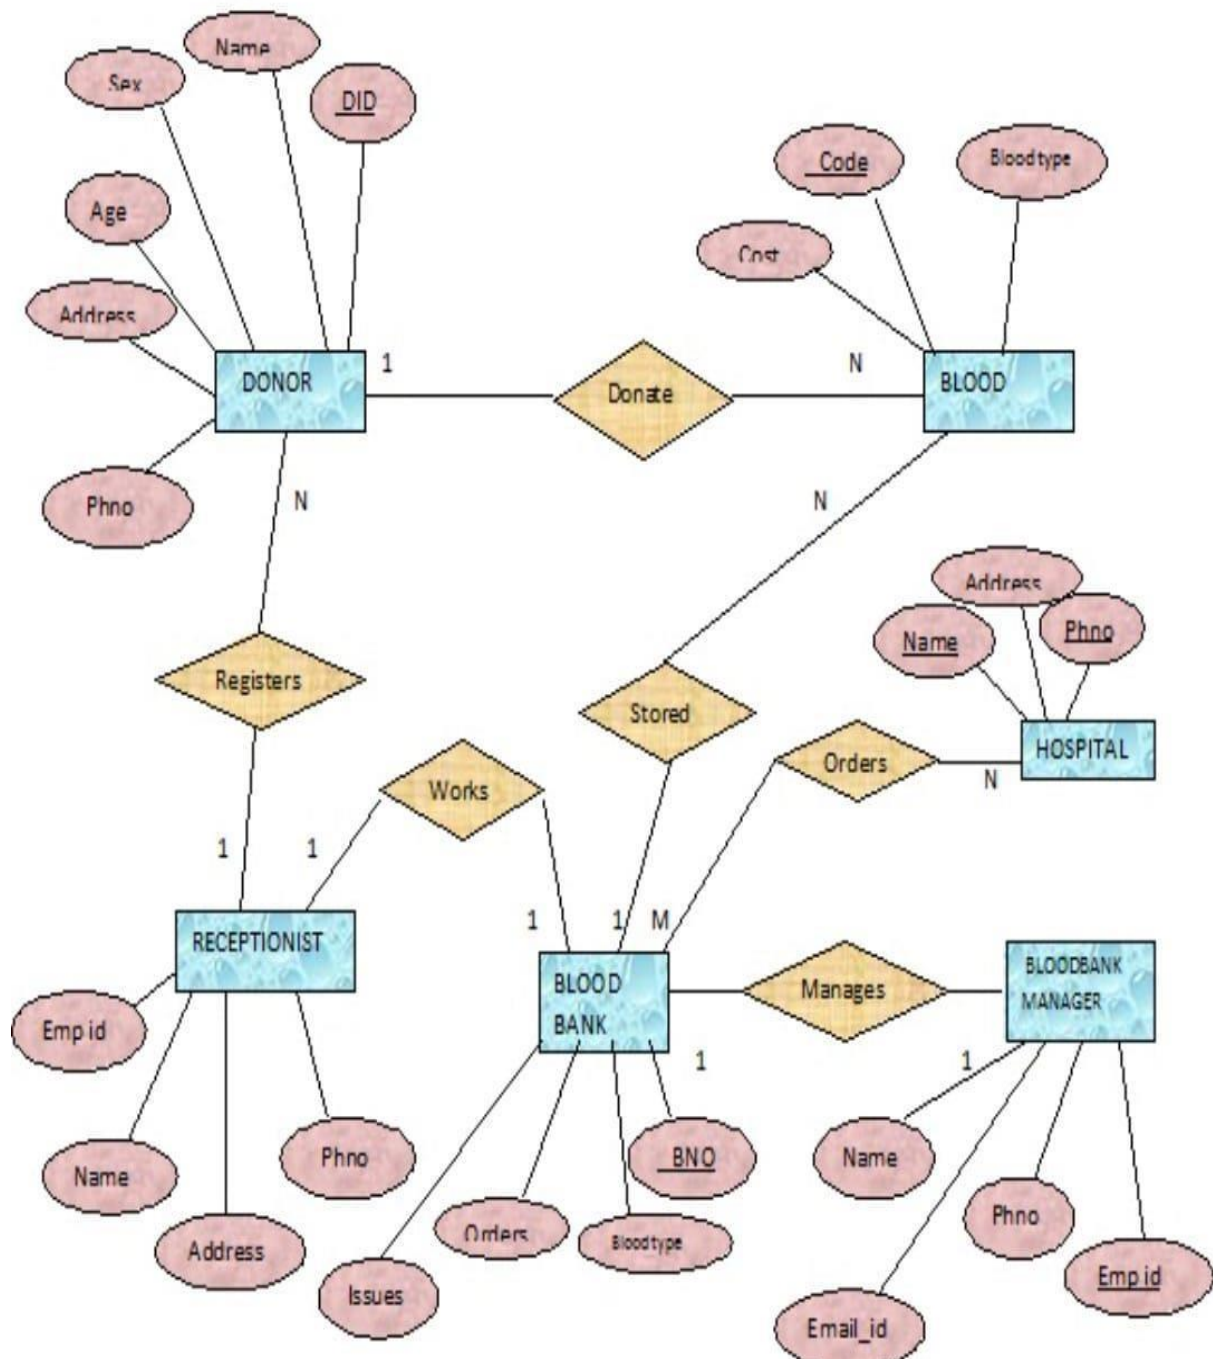 Name
Sex
DID
Code
Bloodtype
Age
Cost
Address
DONOR
1
Donate
N
BLOOD
Phno
N
N
Address
Name
Phno
Registers
Stored
Orders
HOSPITAL
N
Works
1
1
1
1
M
RECEPTIONIST
BLOOD
BANK
Manages
BLOODBANK
MANAGER
Emp id
1
1
Name
Phno
BNO
Name
Address
Orders
Bloodtype
Phno
Issues
Emp id
Email_id